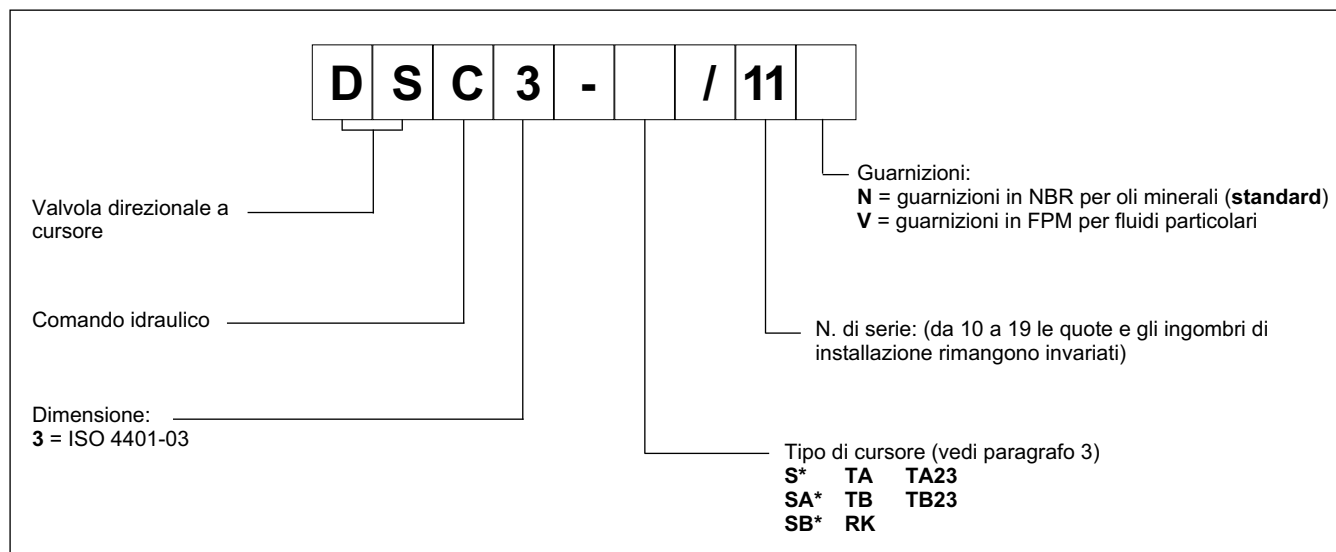 D S C 3 - / 11
Guarnizioni:
N = guarnizioni in NBR per oli minerali (standard)
V = guarnizioni in FPM per fluidi particolari
Valvola direzionale a
cursore
Comando idraulico
N. di serie: (da 10 a 19 le quote e gli ingombri di
installazione rimangono invariati)
Dimensione:
3 = ISO 4401-03
Tipo di cursore (vedi paragrafo 3)
S* TA TA23
SA* TB TB23
SB* RK